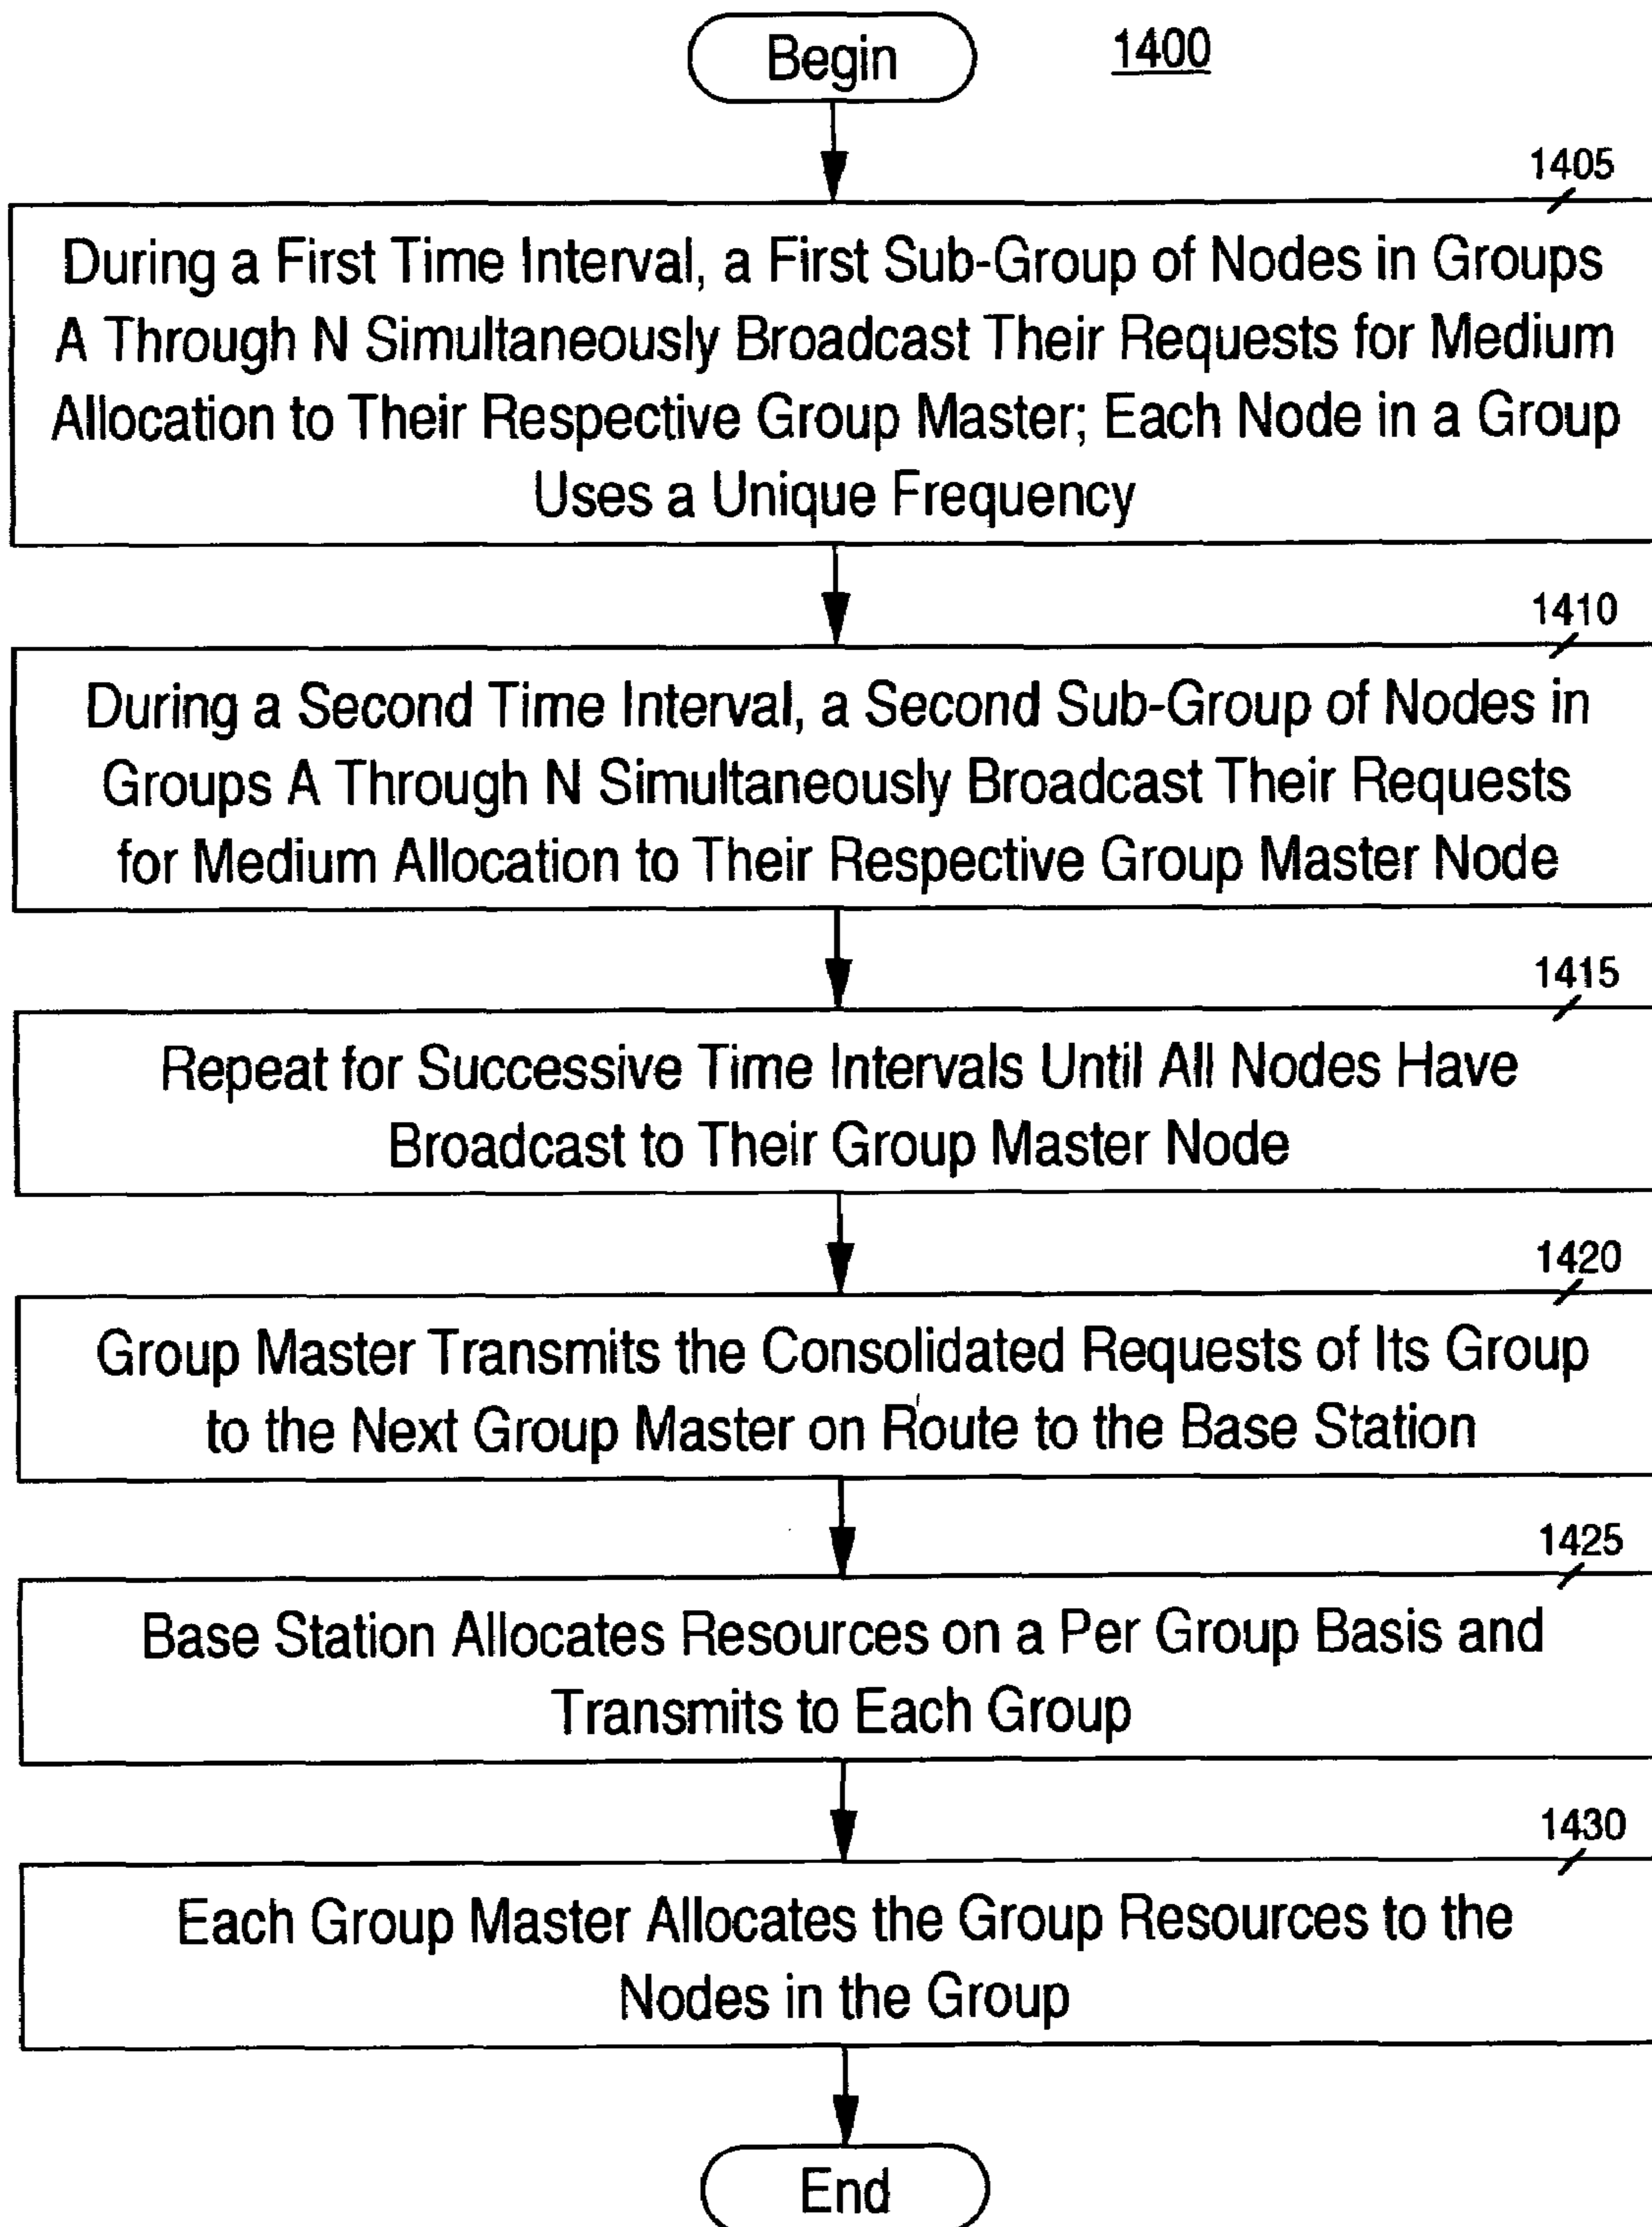 Begin
1400
1405
During a First Time Interval, a First Sub-Group of Nodes in Groups
A Through N Simultaneously Broadcast Their Requests for Medium
Allocation to Their Respective Group Master; Each Node in a Group
Uses a Unique Frequency
1410
During a Second Time Interval, a Second Sub-Group of Nodes in
Groups A Through N Simultaneously Broadcast Their Requests
for Medium Allocation to Their Respective Group Master Node
1415
Repeat for Successive Time Intervals Until All Nodes Have
Broadcast to Their Group Master Node
1420
Group Master Transmits the Consolidated Requests of Its Group
to the Next Group Master on Route to the Base Station
1425
Base Station Allocates Resources on a Per Group Basis and
Transmits to Each Group
1430
Each Group Master Allocates the Group Resources to the
Nodes in the Group
End